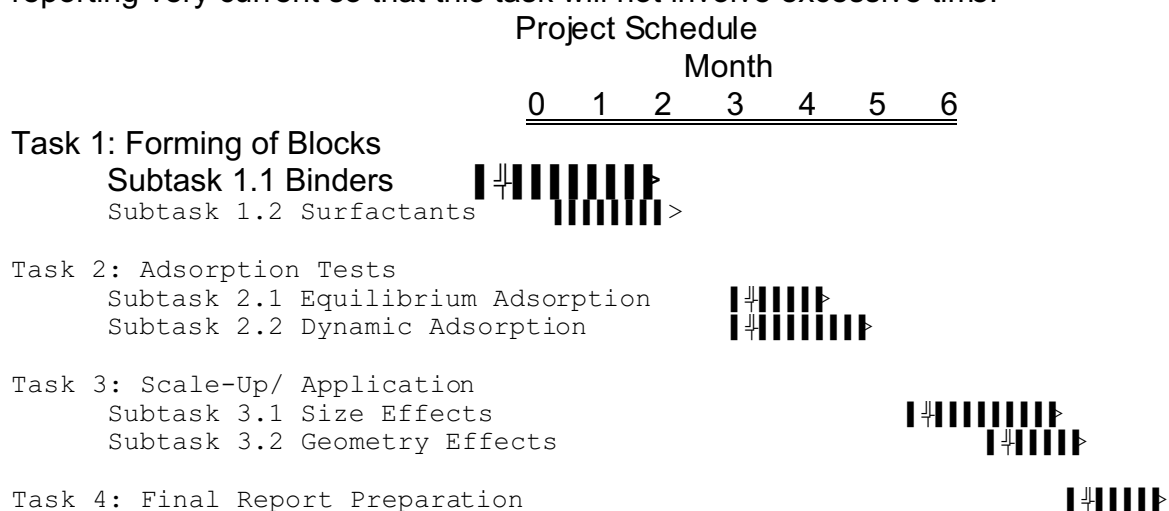 reporting very current so that this task will not involve excessive time.
Project Schedule
Month
0 1 2 3 4 5 6
Task 1: Forming of Blocks
Subtask 1.1 Binders
Subtask 1.2 Surfactants >
Task 2: Adsorption Tests
Subtask 2.1 Equilibrium Adsorption
Subtask 2.2 Dynamic Adsorption
Task 3: Scale-Up/ Application
Subtask 3.1 Size Effects
Subtask 3.2 Geometry Effects
Task 4: Final Report Preparation